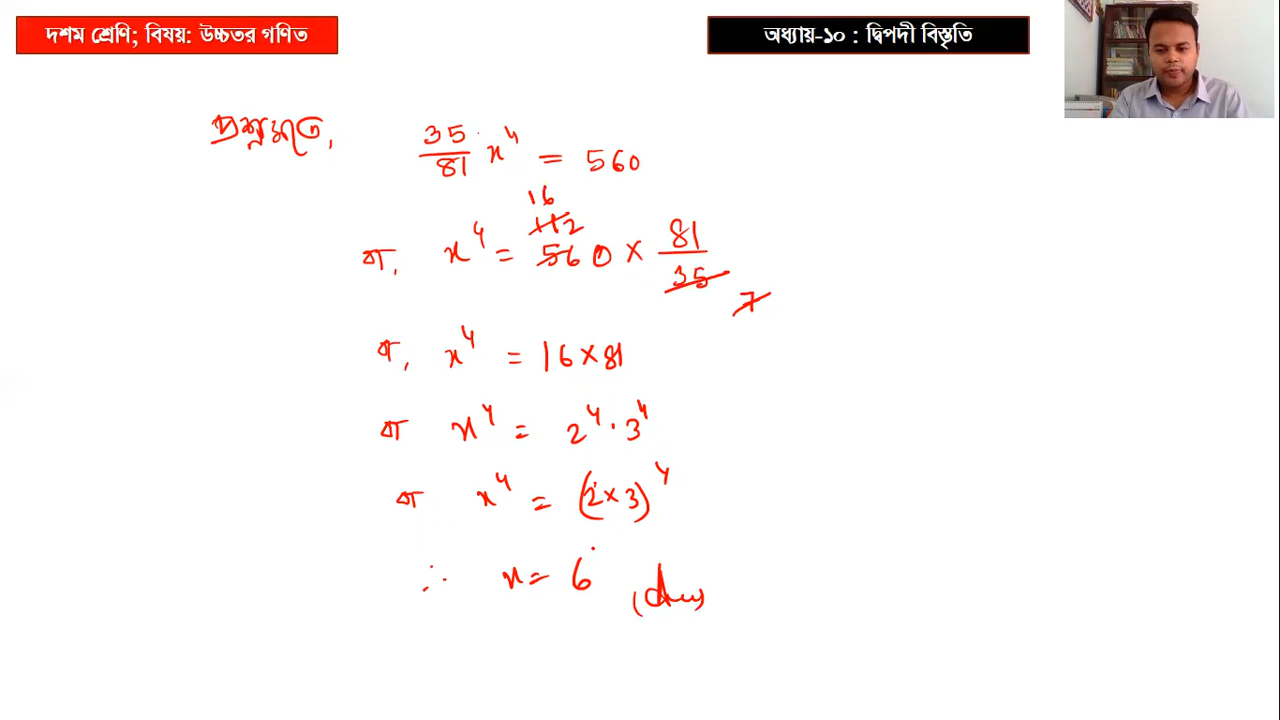 দশম শ্রেণি; বিষয়: উচ্চতর গণিত
অধ্যায়-১০ : দ্বিপদী বিস্তৃতি
প্রশ্নমতে, 35/81 x⁴ = 560
16
112
বা, x⁴ = 560 × 81/35
7
বা, x⁴ = 16×81
বা x⁴ = 2⁴·3⁴
বা x⁴ = (2×3)⁴
∴ x = 6 (Ans)